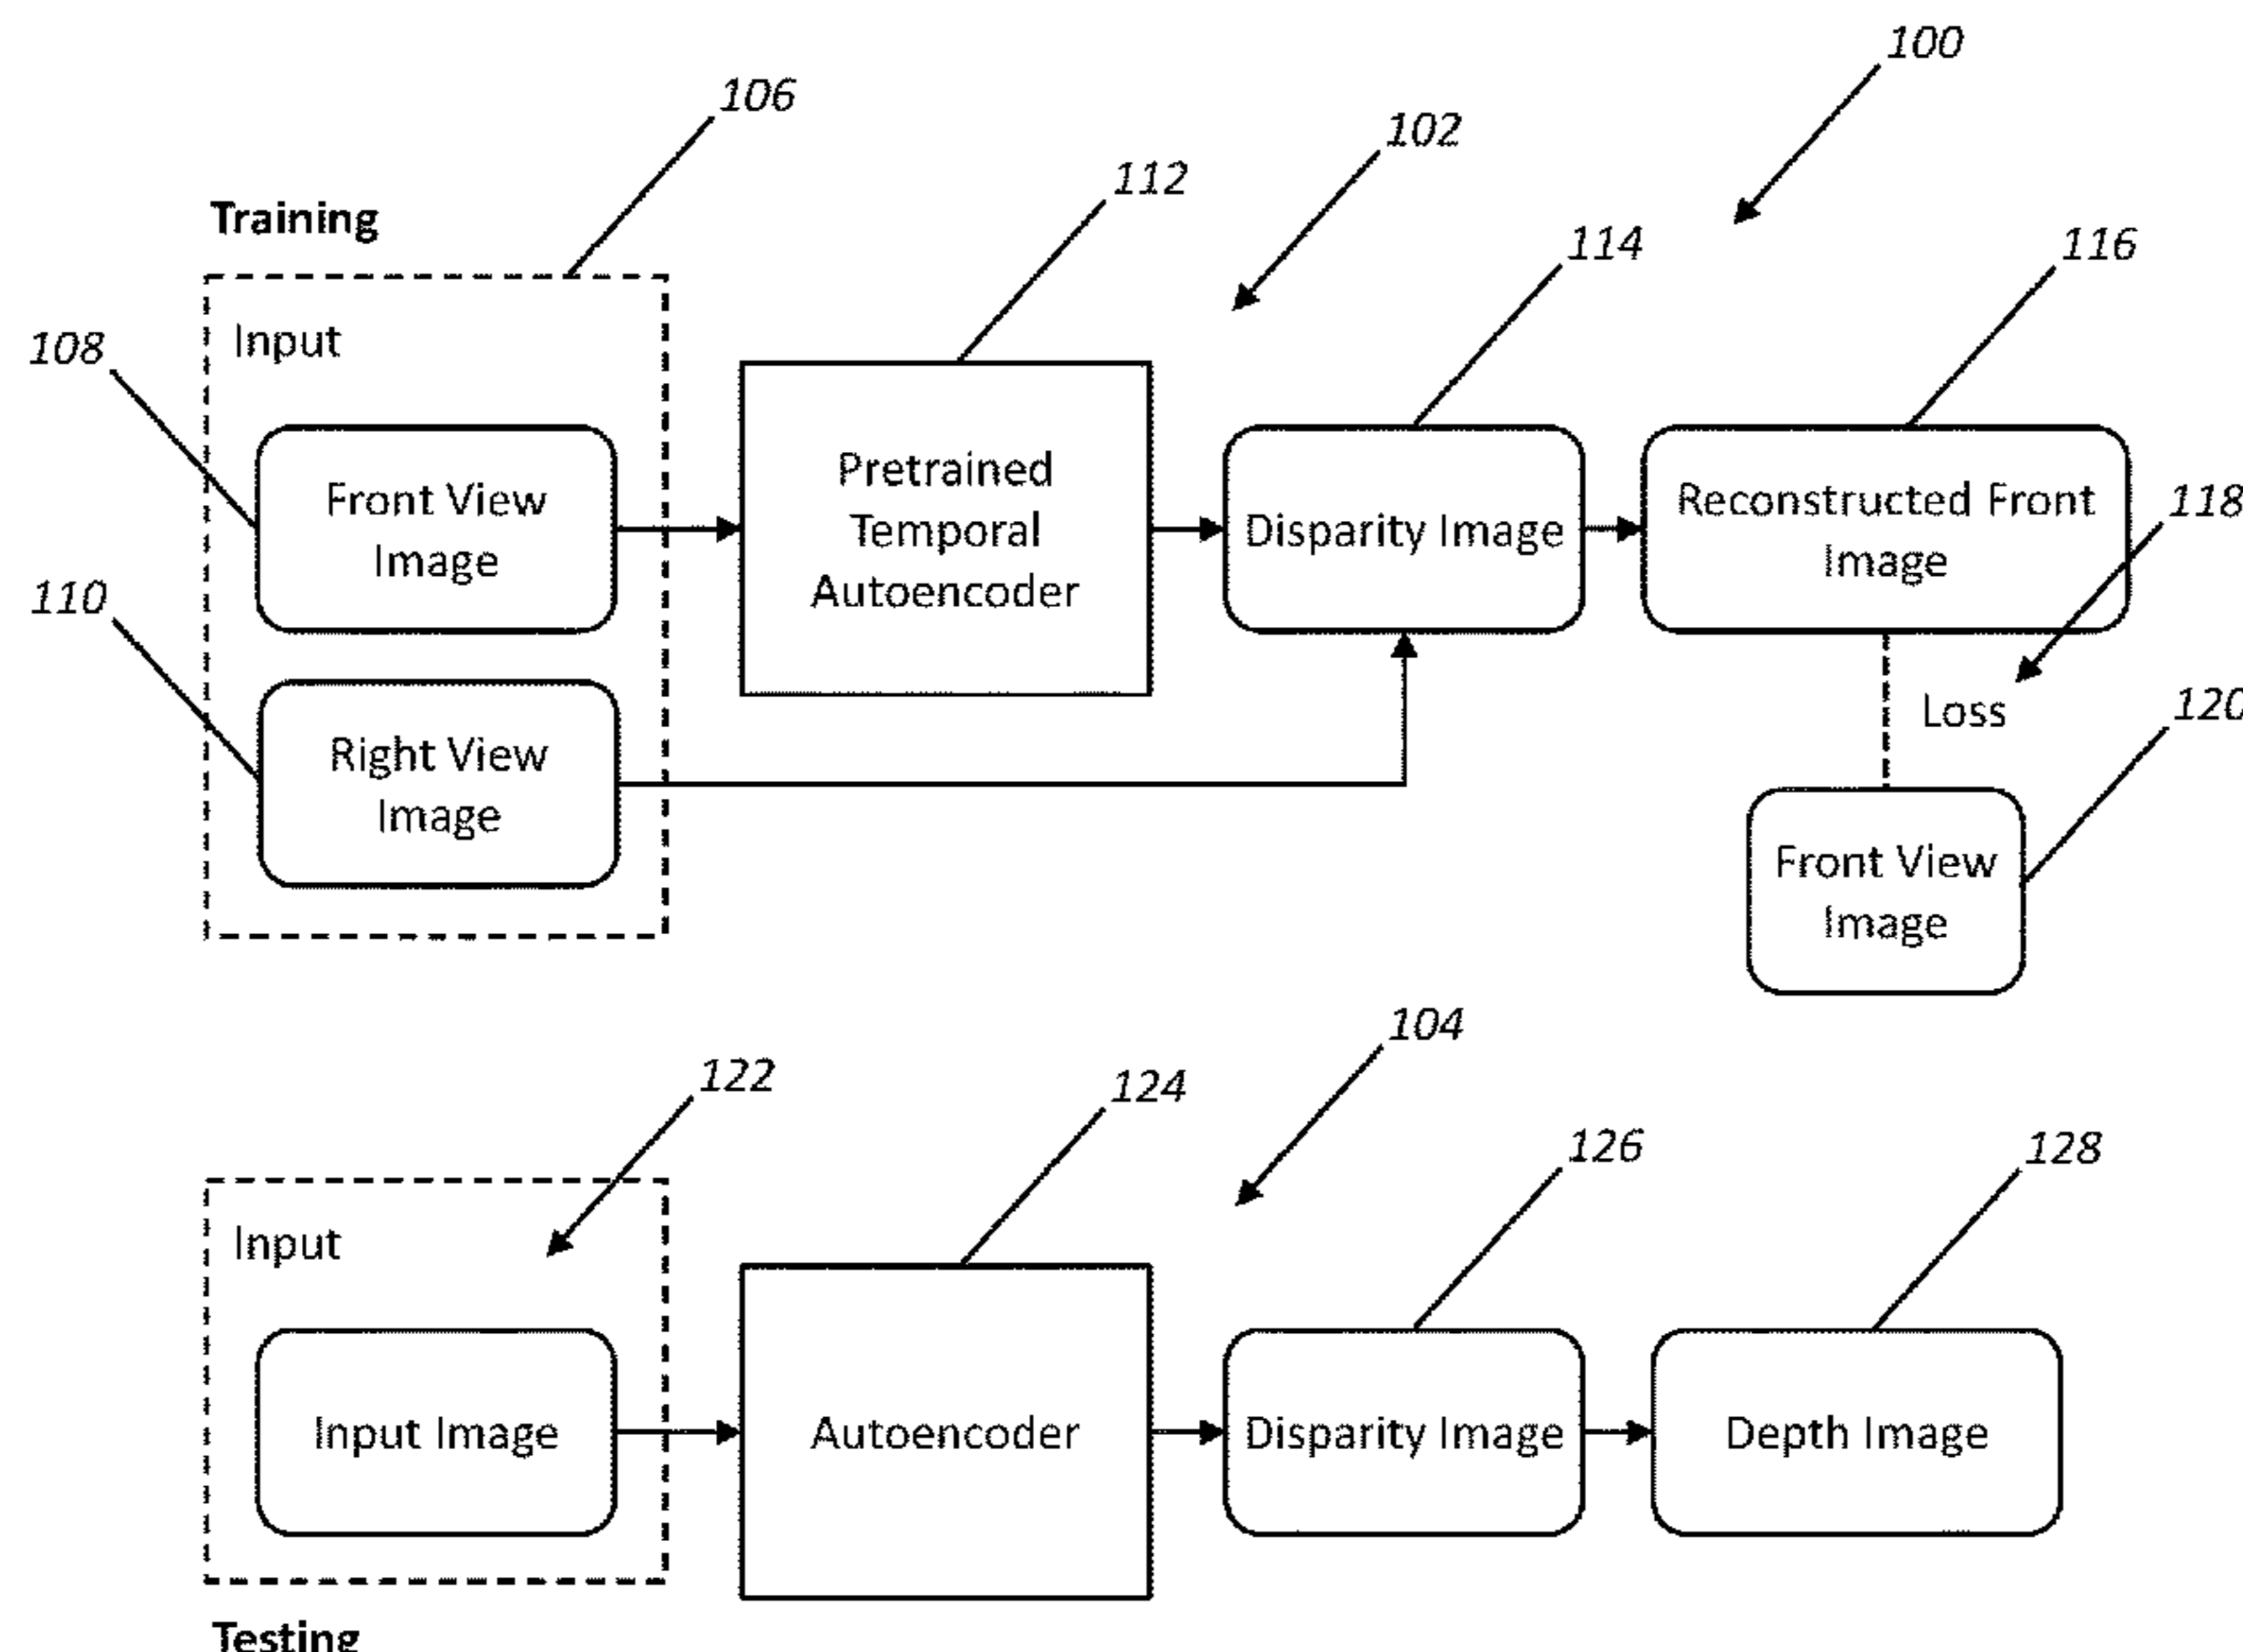 100
106
102
112
Training
114
116
Input
108
Front View
Image
Pretrained
Temporal
Autoencoder
Disparity Image
Reconstructed Front
Image
118
110
Right View
Image
Loss
120
Front View
Image
104
122
124
126
128
Input
Input Image
Autoencoder
Disparity Image
Depth Image
Testing